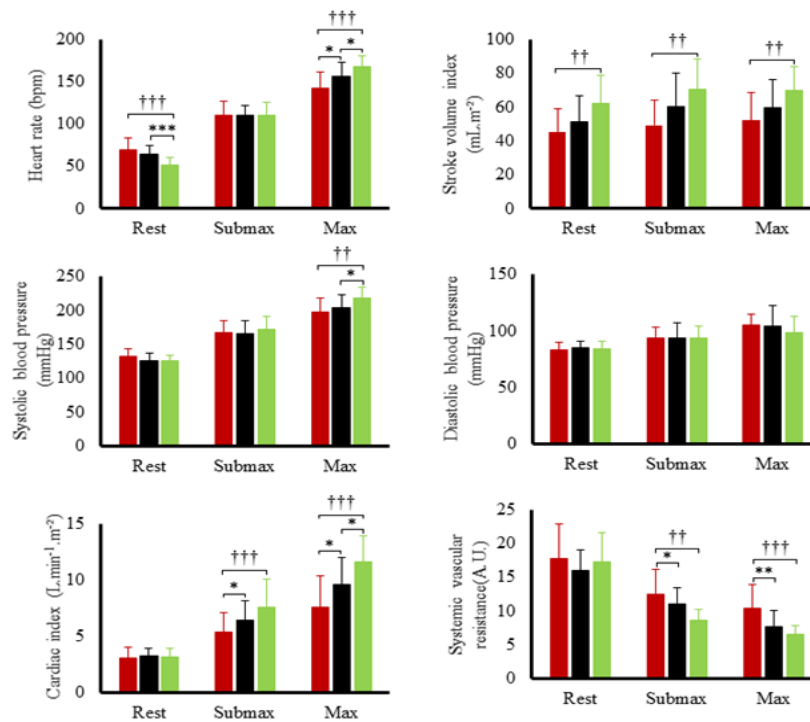 †††
200
††† * *
150
***
100
50
0
Heart rate (bpm)
Rest Submax Max
100
†† †† ††
80
60
40
20
0
Stroke volume index
(mL.m⁻²)
Rest Submax Max
250
††
*
200
150
100
50
0
Systolic blood pressure
(mmHg)
Rest Submax Max
150
100
50
0
Diastolic blood pressure
(mmHg)
Rest Submax Max
15
†††
* *
†††
*
10
5
0
Cardiac index (L.min⁻¹.m⁻²)
Rest Submax Max
25
20
††
*
†††
**
15
10
5
0
Systemic vascular
resistance(A.U.)
Rest Submax Max